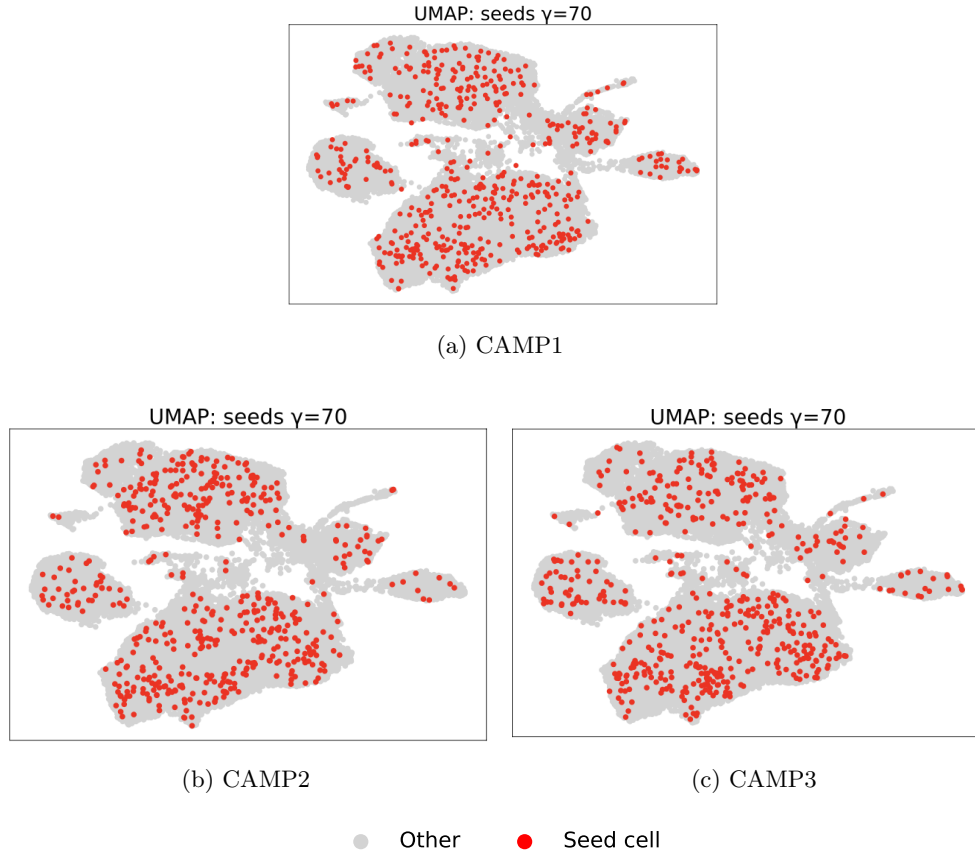 UMAP: seeds γ=70
(a) CAMP1
UMAP: seeds γ=70
UMAP: seeds γ=70
(b) CAMP2
(c) CAMP3
Other
Seed cell